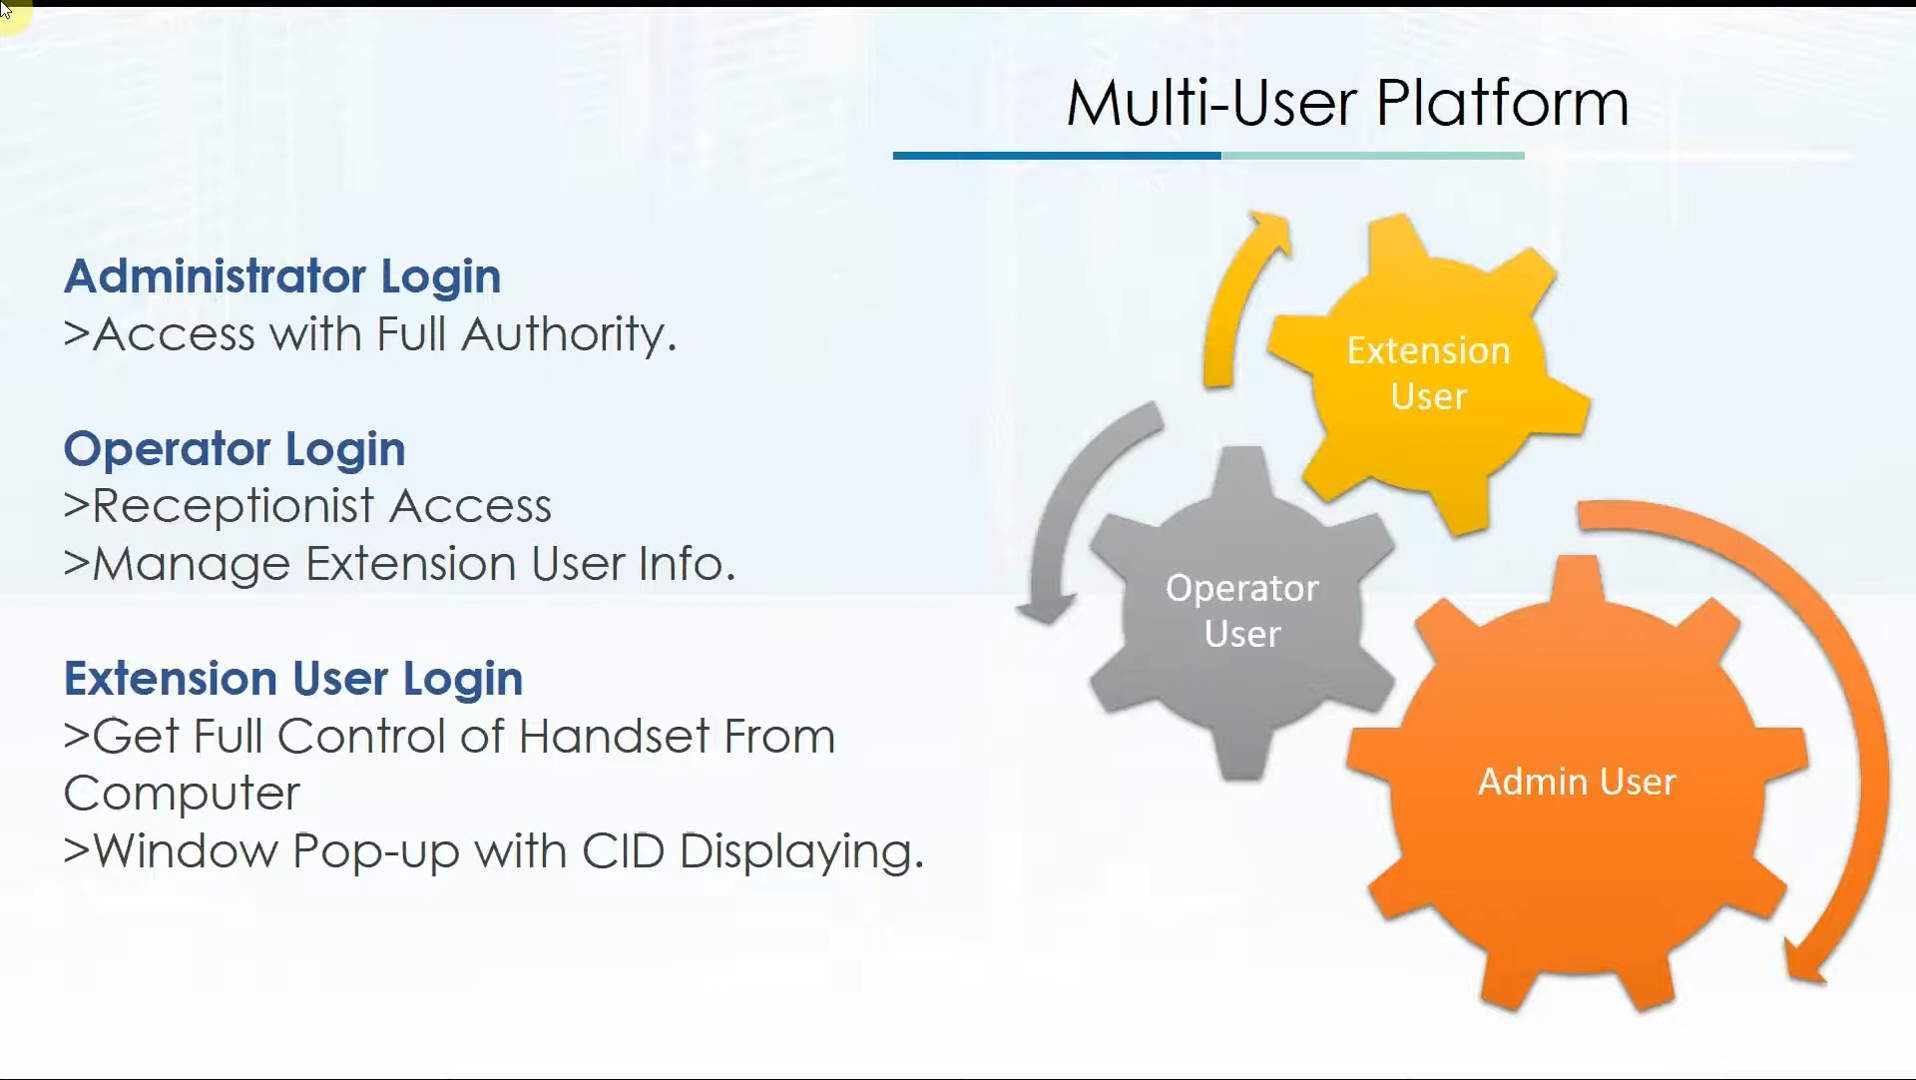 Multi-User Platform
Administrator Login
>Access with Full Authority.
Operator Login
>Receptionist Access
>Manage Extension User Info.
Extension User Login
>Get Full Control of Handset From
Computer
>Window Pop-up with CID Displaying.
Extension
User
Operator
User
Admin User